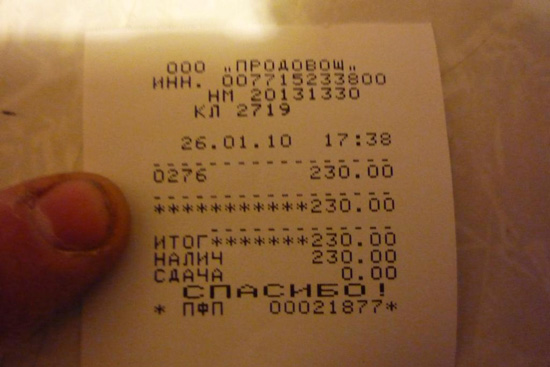 ООО „ПРОДОВОЩ„
ИНН. 007715233800
НМ 20131330
КЛ 2719
26.01.10 17:38
0276 230.00
***********230.00
ИТОГ*******230.00
НАЛИЧ 230.00
СДАЧА 0.00
СПАСИБО!
* ПФП 00021877*